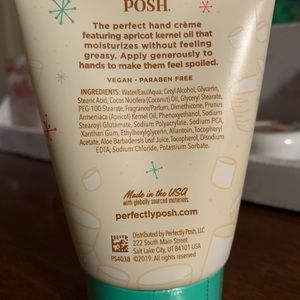 POSH.
The perfect hand crème
featuring apricot kernel oil that
moisturizes without feeling
greasy. Apply generously to
hands to make them feel spoiled.
VEGAN • PARABEN FREE
INGREDIENTS: Water/Eau/Aqua, Cetyl Alcohol, Glycerin,
Stearic Acid, Cocos Nucifera (Coconut) Oil, Glyceryl Stearate,
PEG-100 Stearate, Fragrance/Parfum, Dimethicone, Prunus
Armeniaca (Apricot) Kernel Oil, Phenoxyethanol, Sodium
Stearoyl Glutamate, Sodium Polyacrylate, Sodium PCA,
Xanthan Gum, Ethylhexylglycerin, Allantoin, Tocopheryl
Acetate, Aloe Barbadensis Leaf Juice, Tocopherol, Disodium
EDTA, Sodium Chloride, Potassium Sorbate.
Made in the USA
with globally sourced materials.
perfectlyposh.com
Distributed by Perfectly Posh, LLC
222 South Main Street
Salt Lake City, UT 84101 USA
PS4038 ©2019. All rights reserved.